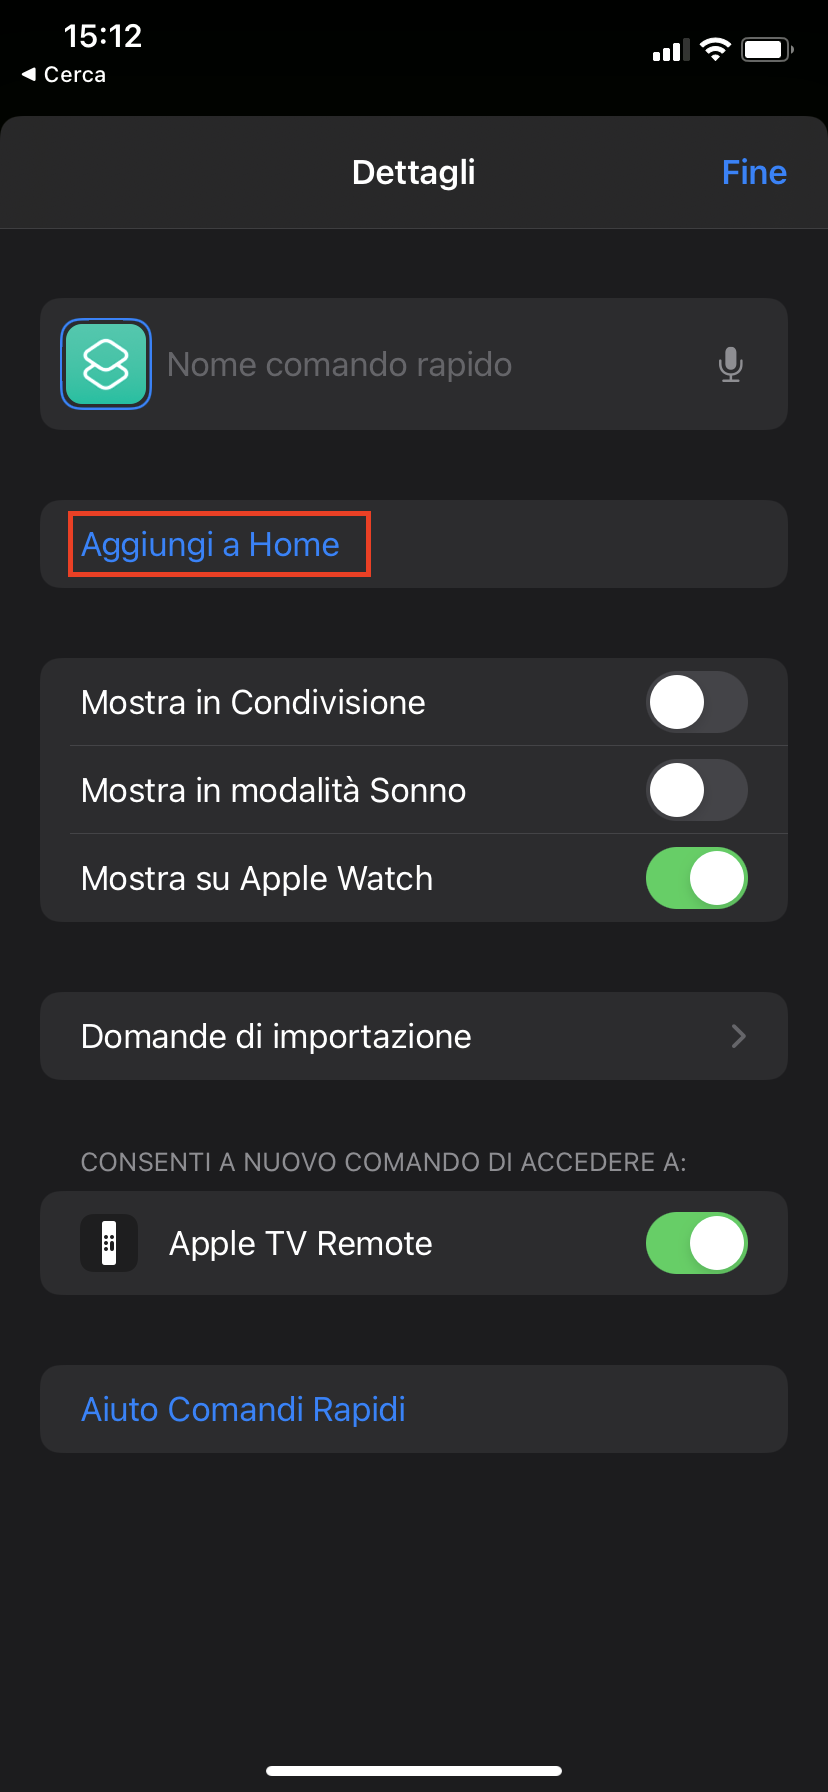 15:12
◀ Cerca
Dettagli
Fine
Nome comando rapido
Aggiungi a Home
Mostra in Condivisione
Mostra in modalità Sonno
Mostra su Apple Watch
Domande di importazione
CONSENTI A NUOVO COMANDO DI ACCEDERE A:
Apple TV Remote
Aiuto Comandi Rapidi